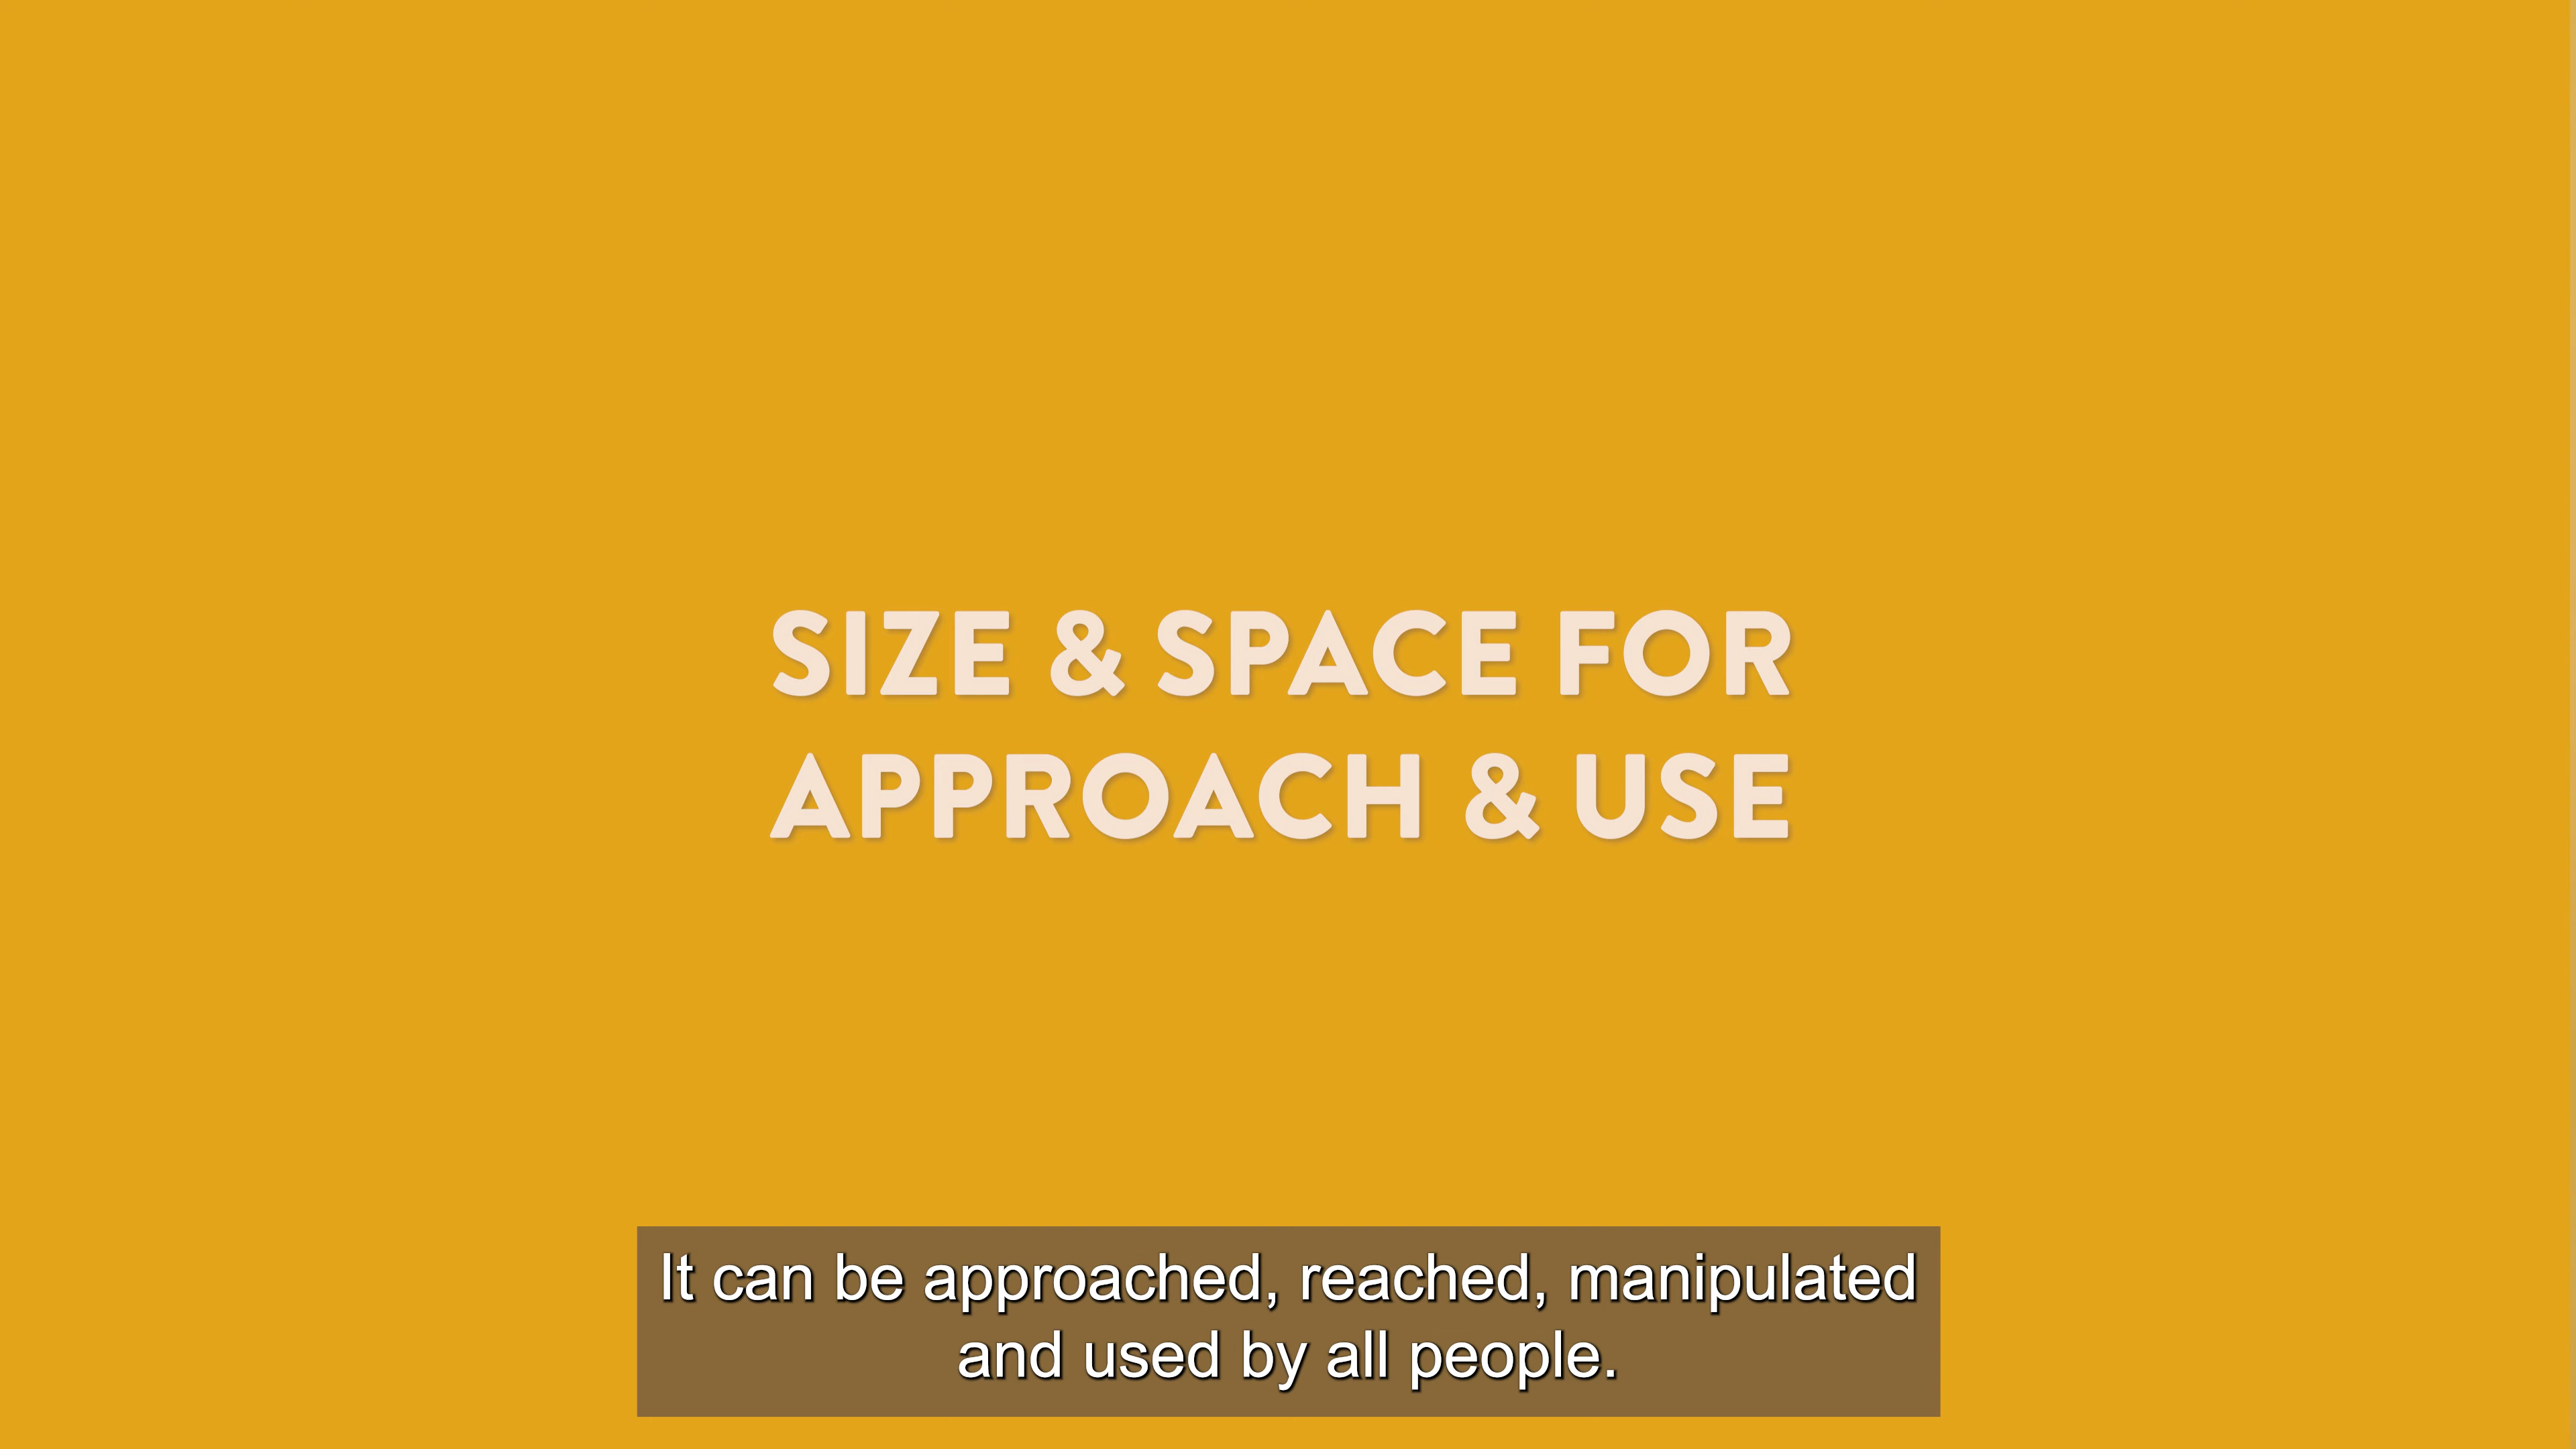 SIZE & SPACE FOR
APPROACH & USE
It can be approached, reached, manipulated
and used by all people.